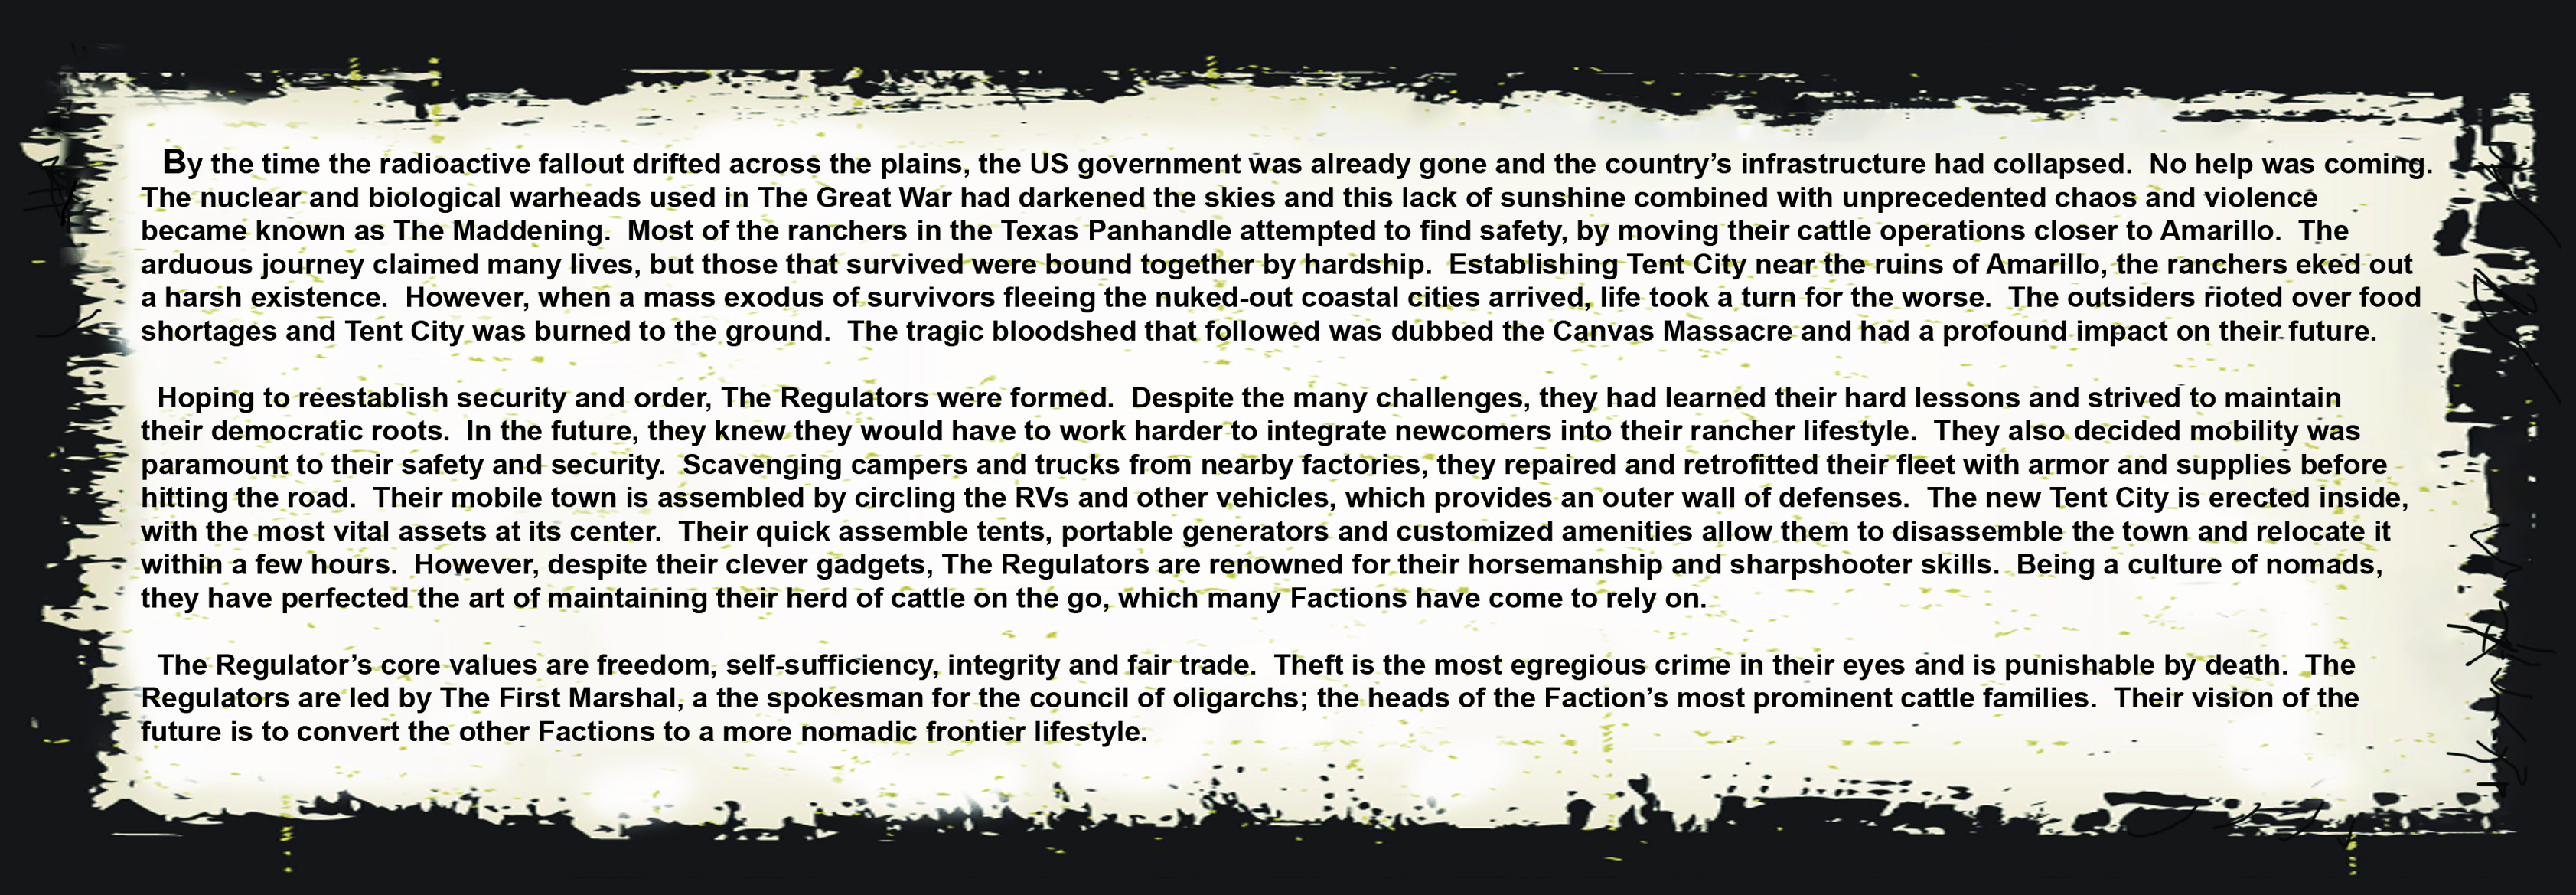 By the time the radioactive fallout drifted across the plains, the US government was already gone and the country’s infrastructure had collapsed.  No help was coming.
The nuclear and biological warheads used in The Great War had darkened the skies and this lack of sunshine combined with unprecedented chaos and violence
became known as The Maddening.  Most of the ranchers in the Texas Panhandle attempted to find safety, by moving their cattle operations closer to Amarillo.  The
arduous journey claimed many lives, but those that survived were bound together by hardship.  Establishing Tent City near the ruins of Amarillo, the ranchers eked out
a harsh existence.  However, when a mass exodus of survivors fleeing the nuked-out coastal cities arrived, life took a turn for the worse.  The outsiders rioted over food
shortages and Tent City was burned to the ground.  The tragic bloodshed that followed was dubbed the Canvas Massacre and had a profound impact on their future.
Hoping to reestablish security and order, The Regulators were formed.  Despite the many challenges, they had learned their hard lessons and strived to maintain
their democratic roots.  In the future, they knew they would have to work harder to integrate newcomers into their rancher lifestyle.  They also decided mobility was
paramount to their safety and security.  Scavenging campers and trucks from nearby factories, they repaired and retrofitted their fleet with armor and supplies before
hitting the road.  Their mobile town is assembled by circling the RVs and other vehicles, which provides an outer wall of defenses.  The new Tent City is erected inside,
with the most vital assets at its center.  Their quick assemble tents, portable generators and customized amenities allow them to disassemble the town and relocate it
within a few hours.  However, despite their clever gadgets, The Regulators are renowned for their horsemanship and sharpshooter skills.  Being a culture of nomads,
they have perfected the art of maintaining their herd of cattle on the go, which many Factions have come to rely on.
The Regulator’s core values are freedom, self-sufficiency, integrity and fair trade.  Theft is the most egregious crime in their eyes and is punishable by death.  The
Regulators are led by The First Marshal, a the spokesman for the council of oligarchs; the heads of the Faction’s most prominent cattle families.  Their vision of the
future is to convert the other Factions to a more nomadic frontier lifestyle.